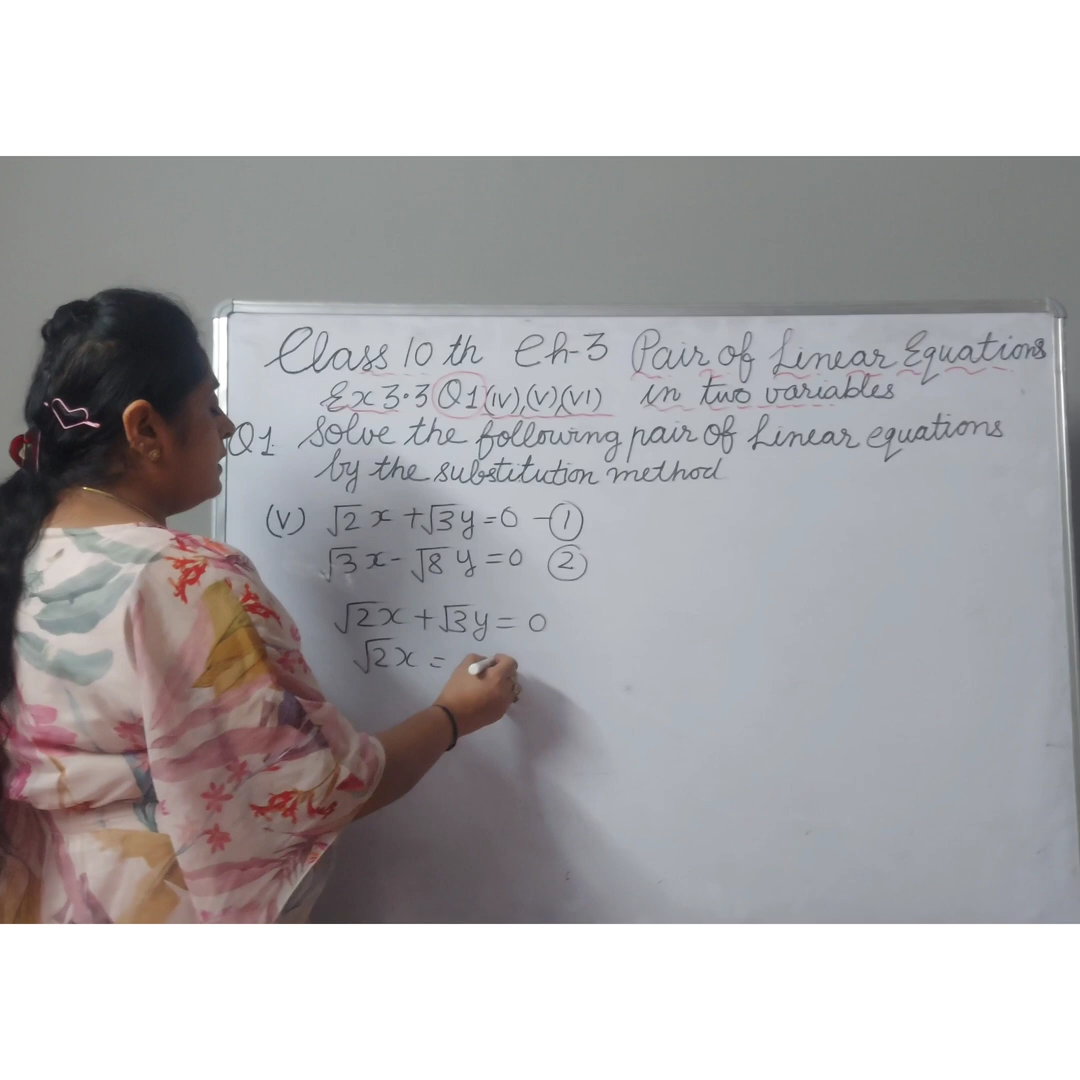 Class 10 th Ch-3 Pair of Linear Equations
Ex 3.3 Q1 (IV),(V)(VI) in two variables
Q1. Solve the following pair of Linear equations
by the substitution method
(V) √2 x + √3 y = 0 - ①
√3 x - √8 y = 0 ②
√2x + √3y = 0
√2x =